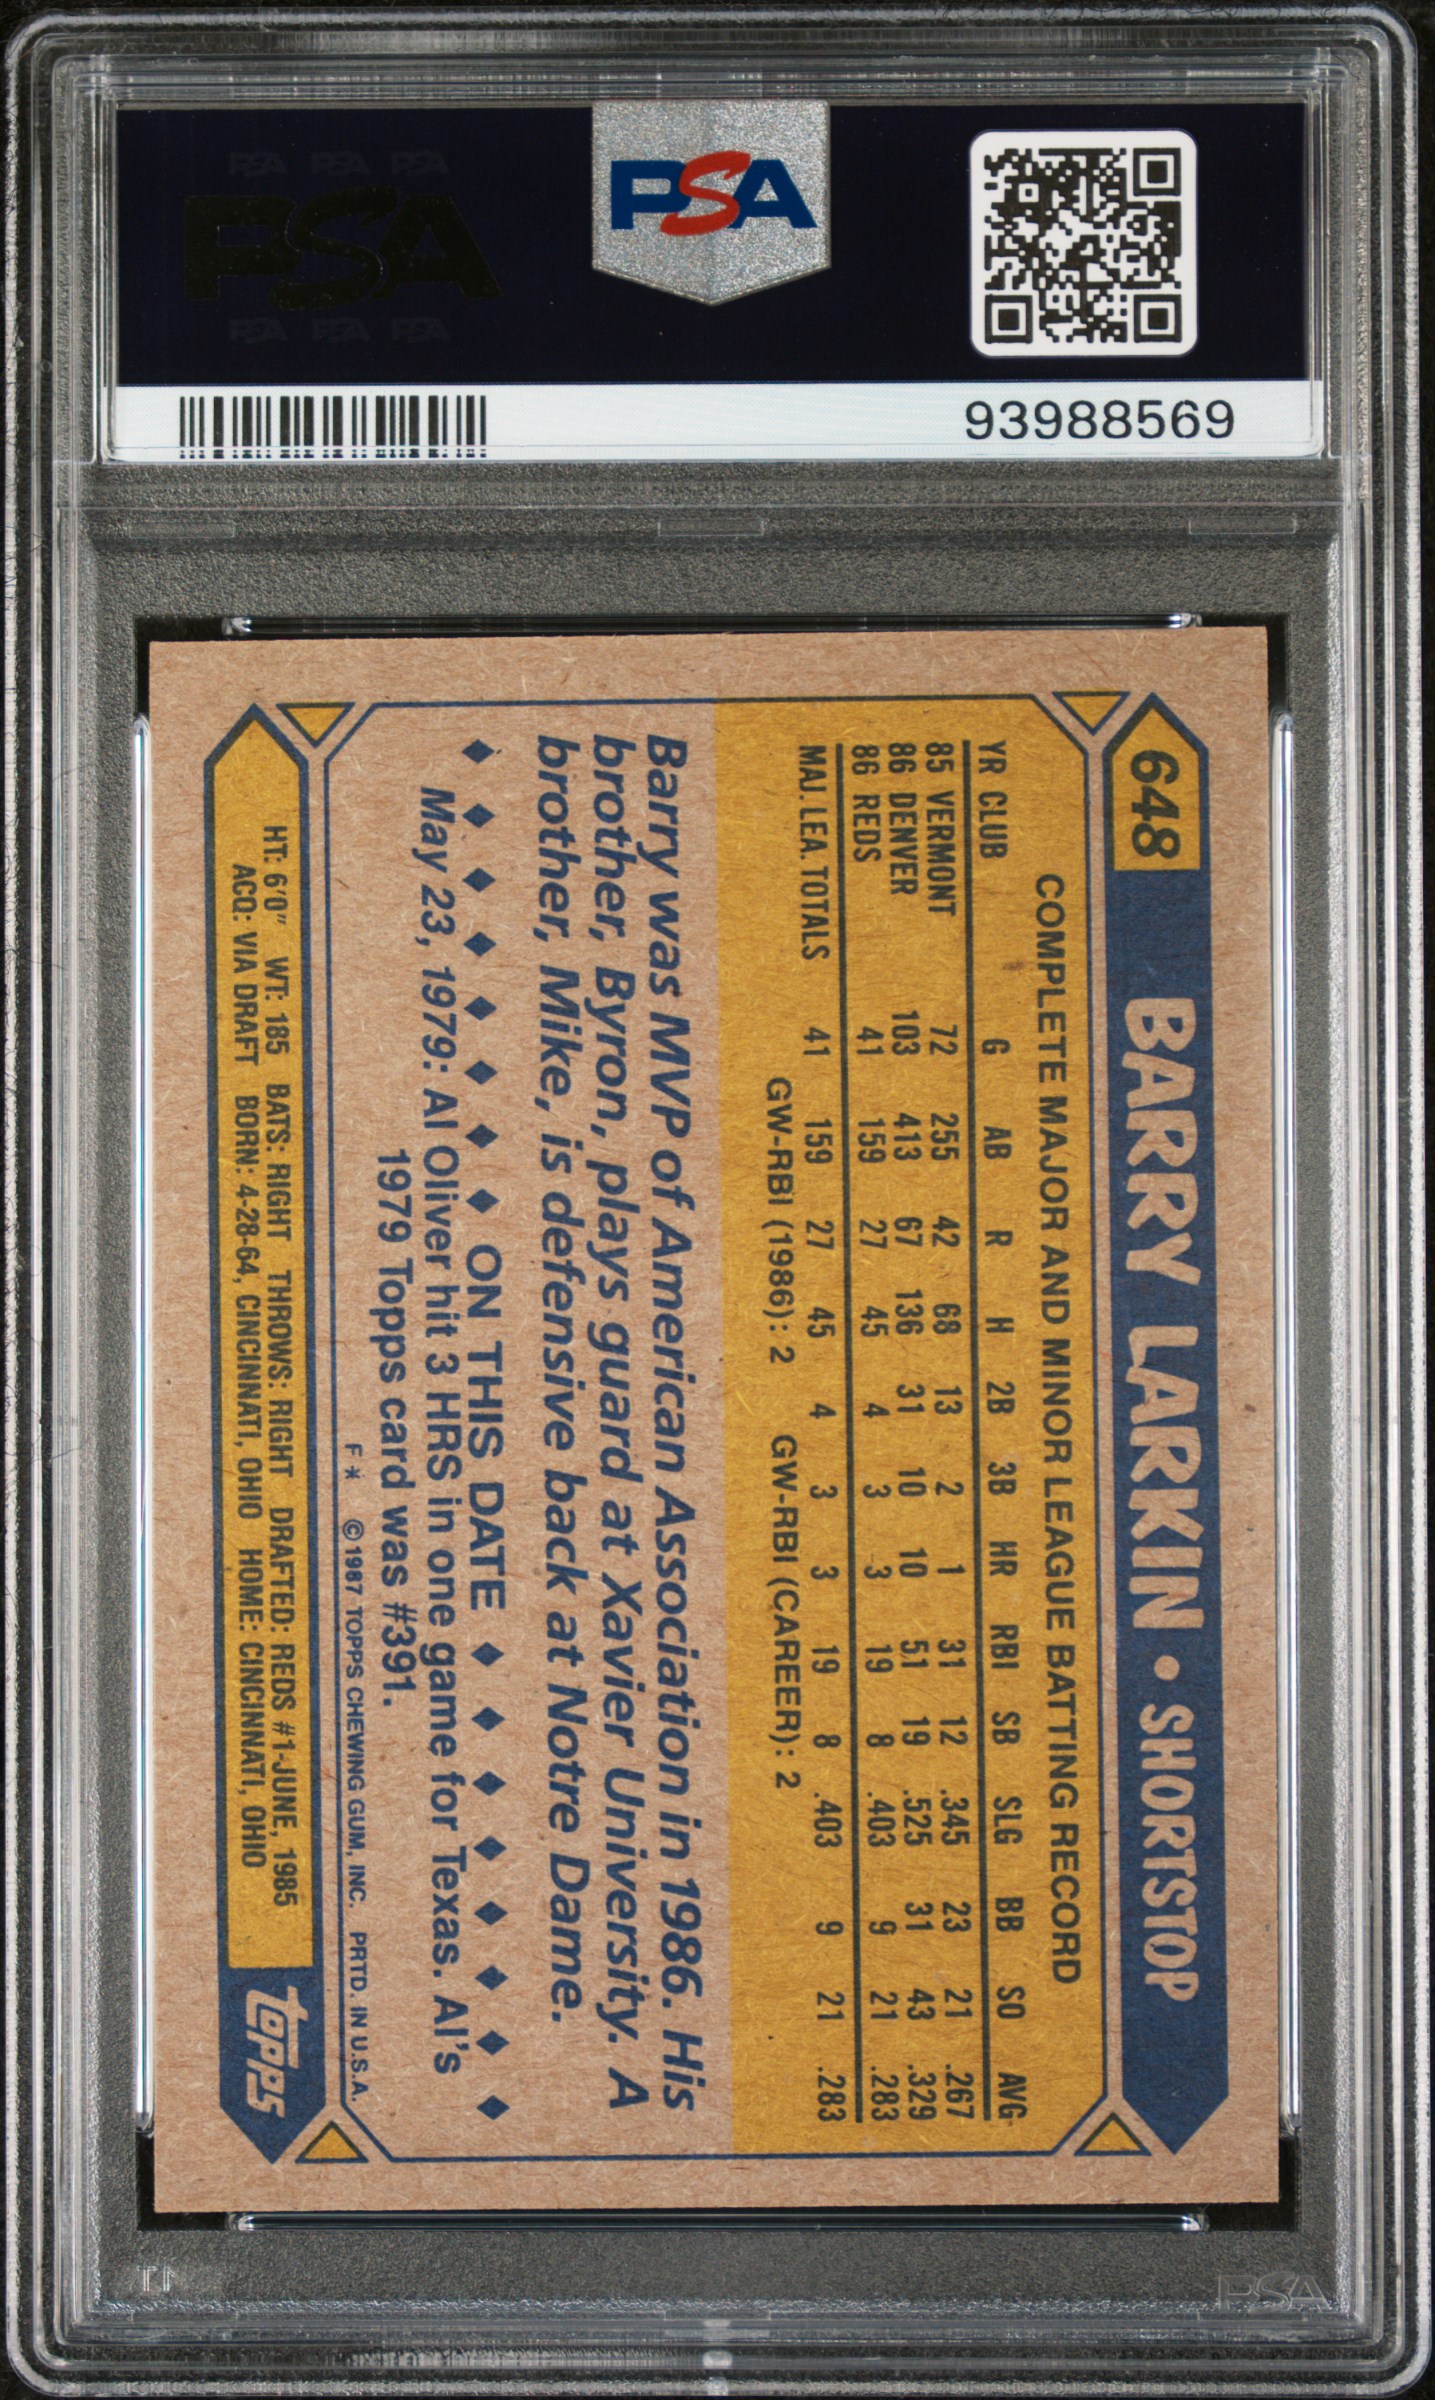 PSA PSA PSA
PSA
PSA PSA PSA
PSA
93988569
648 BARRY LARKIN • SHORTSTOP
COMPLETE MAJOR AND MINOR LEAGUE BATTING RECORD
YR CLUB G AB R H 2B 3B HR RBI SB SLG BB SO AVG
85 VERMONT 72 255 42 68 13 2 1 31 12 .345 23 21 .267
86 DENVER 103 413 67 136 31 10 10 51 19 .525 31 43 .329
86 REDS 41 159 27 45 4 3 3 19 8 .403 9 21 .283
MAJ. LEA. TOTALS 41 159 27 45 4 3 3 19 8 .403 9 21 .283
GW-RBI (1986): 2 GW-RBI (CAREER): 2
Barry was MVP of American Association in 1986. His
brother, Byron, plays guard at Xavier University. A
brother, Mike, is defensive back at Notre Dame.
◆ ◆ ◆ ◆ ◆ ◆ ◆ ◆ ON THIS DATE ◆ ◆ ◆ ◆ ◆ ◆ ◆ ◆
May 23, 1979: Al Oliver hit 3 HRS in one game for Texas. Al's
1979 Topps card was #391.
F* © 1987 TOPPS CHEWING GUM, INC. PRTD. IN U.S.A.
HT: 6'0" WT: 185 BATS: RIGHT THROWS: RIGHT DRAFTED: REDS #1-JUNE, 1985
ACQ: VIA DRAFT BORN: 4-28-64, CINCINNATI, OHIO HOME: CINCINNATI, OHIO
topps
PSA